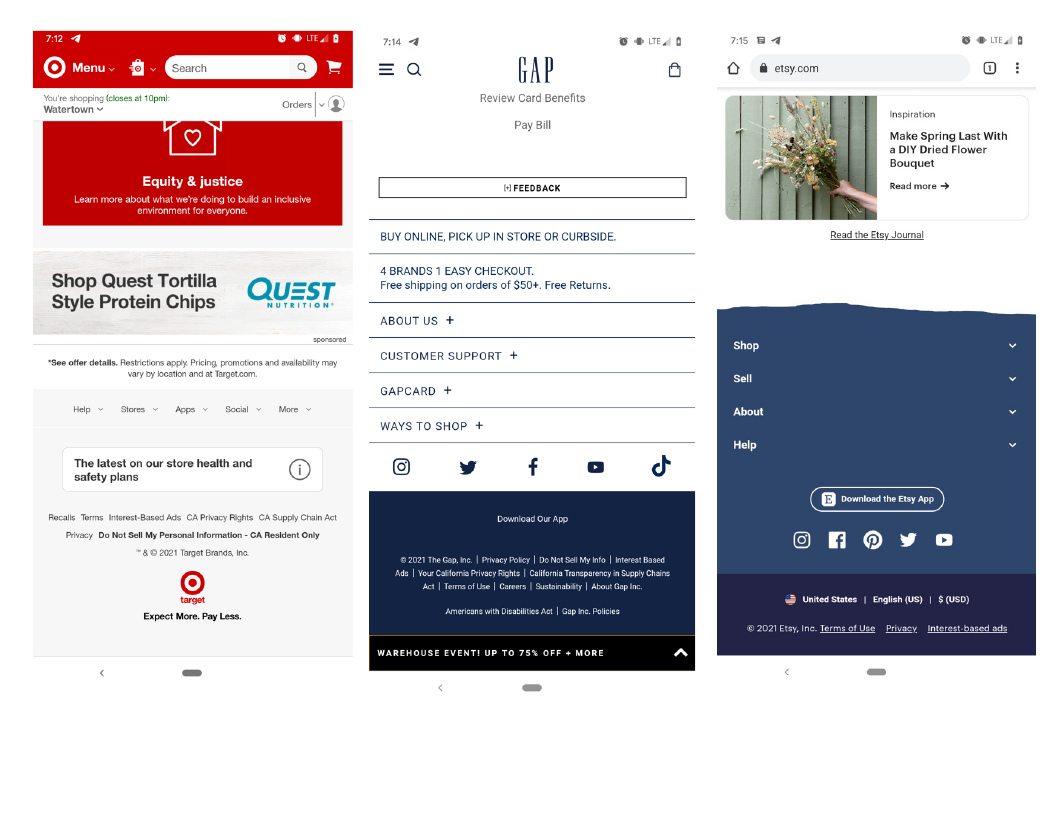 7:12
LTE
Menu
Search
You're shopping (closes at 10pm):
Watertown
Orders
Equity & justice
Learn more about what we're doing to build an inclusive
environment for everyone.
Shop Quest Tortilla
Style Protein Chips
QUEST
NUTRITION
sponsored
*See offer details. Restrictions apply. Pricing, promotions and availability may
vary by location and at Target.com.
Help Stores Apps Social More
The latest on our store health and
safety plans
Recalls Terms Interest-Based Ads CA Privacy Rights CA Supply Chain Act
Privacy Do Not Sell My Personal Information - CA Resident Only
™ & © 2021 Target Brands, Inc.
target
Expect More. Pay Less.
7:14
LTE
GAP
Review Card Benefits
Pay Bill
[+] FEEDBACK
BUY ONLINE, PICK UP IN STORE OR CURBSIDE.
4 BRANDS 1 EASY CHECKOUT.
Free shipping on orders of $50+. Free Returns.
ABOUT US +
CUSTOMER SUPPORT +
GAPCARD +
WAYS TO SHOP +
Download Our App
© 2021 The Gap, Inc. | Privacy Policy | Do Not Sell My Info | Interest Based
Ads | Your California Privacy Rights | California Transparency in Supply Chains
Act | Terms of Use | Careers | Sustainability | About Gap Inc.
Americans with Disabilities Act | Gap Inc. Policies
WAREHOUSE EVENT! UP TO 75% OFF + MORE
7:15
LTE
etsy.com
1
Inspiration
Make Spring Last With
a DIY Dried Flower
Bouquet
Read more →
Read the Etsy Journal
Shop
Sell
About
Help
E Download the Etsy App
United States | English (US) | $ (USD)
© 2021 Etsy, Inc. Terms of Use Privacy Interest-based ads